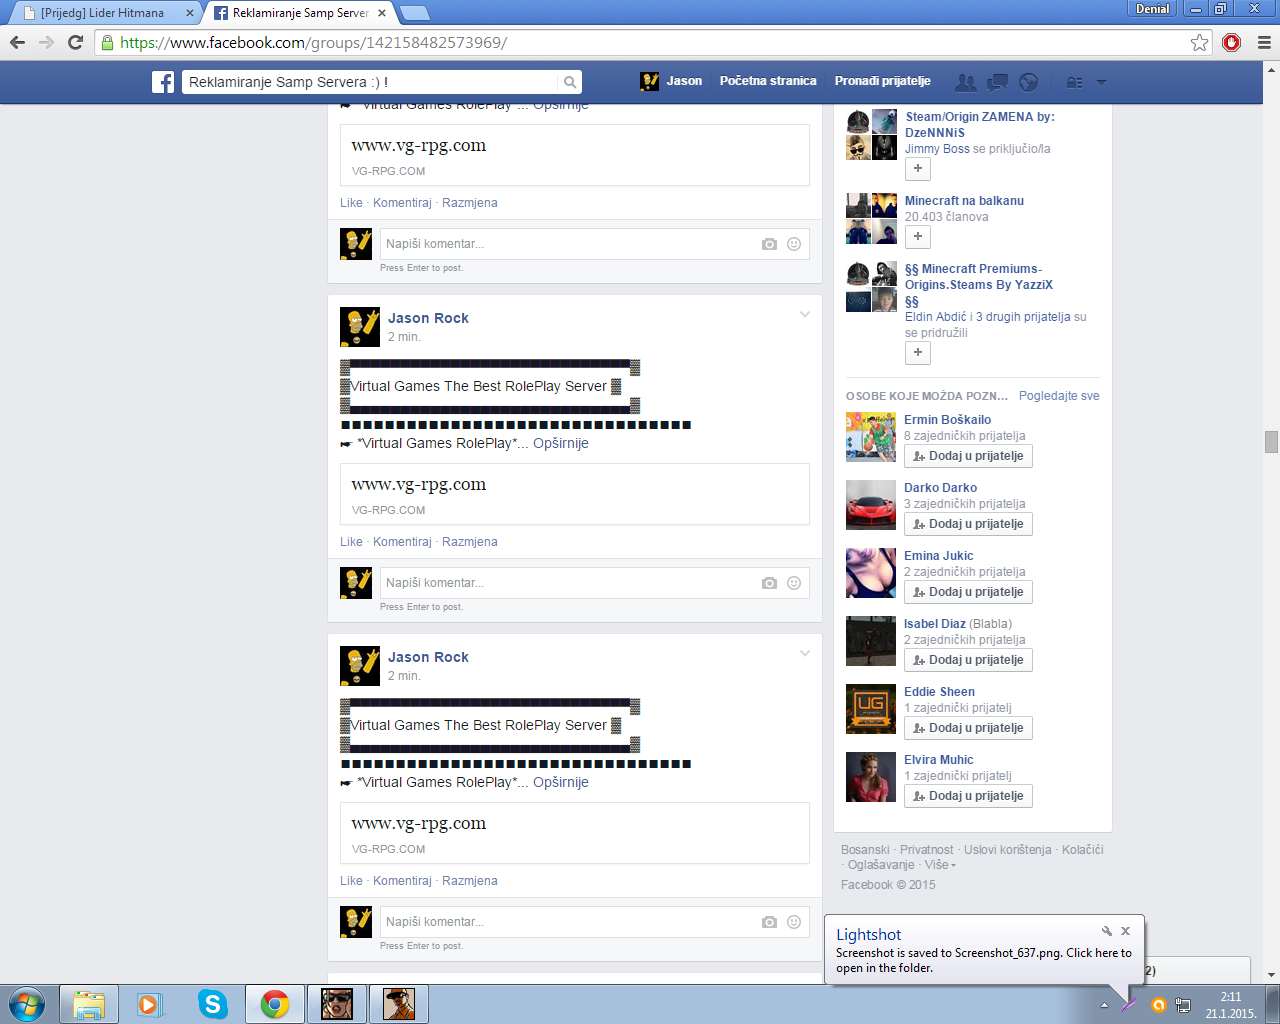 [Prijedg] Lider Hitmana
Reklamiranje Samp Server
Denial
https://www.facebook.com/groups/142158482573969/
Reklamiranje Samp Servera :) !
Jason
Početna stranica
Pronađi prijatelje
☛ *Virtual Games RolePlay*... Opširnije
www.vg-rpg.com
VG-RPG.COM
Like · Komentiraj · Razmjena
Napiši komentar...
Press Enter to post.
Jason Rock
2 min.
Virtual Games The Best RolePlay Server
☛ *Virtual Games RolePlay*... Opširnije
www.vg-rpg.com
VG-RPG.COM
Like · Komentiraj · Razmjena
Napiši komentar...
Press Enter to post.
Jason Rock
2 min.
Virtual Games The Best RolePlay Server
☛ *Virtual Games RolePlay*... Opširnije
www.vg-rpg.com
VG-RPG.COM
Like · Komentiraj · Razmjena
Napiši komentar...
Press Enter to post.
Steam/Origin ZAMENA by:
DzeNNNiS
Jimmy Boss se priključio/la
Minecraft na balkanu
20.403 članova
§§ Minecraft Premiums-
Origins.Steams By YazziX
§§
Eldin Abdić i 3 drugih prijatelja su
se pridružili
OSOBE KOJE MOŽDA POZN... Pogledajte sve
Ermin Boškailo
8 zajedničkih prijatelja
Dodaj u prijatelje
Darko Darko
3 zajedničkih prijatelja
Dodaj u prijatelje
Emina Jukic
2 zajedničkih prijatelja
Dodaj u prijatelje
Isabel Diaz (Blabla)
2 zajedničkih prijatelja
Dodaj u prijatelje
UG
Eddie Sheen
1 zajednički prijatelj
Dodaj u prijatelje
Elvira Muhic
1 zajednički prijatelj
Dodaj u prijatelje
Bosanski · Privatnost · Uslovi korištenja · Kolačići
· Oglašavanje · Više
Facebook © 2015
Lightshot
Screenshot is saved to Screenshot_637.png. Click here to
open in the folder.
2)
2:11
21.1.2015.